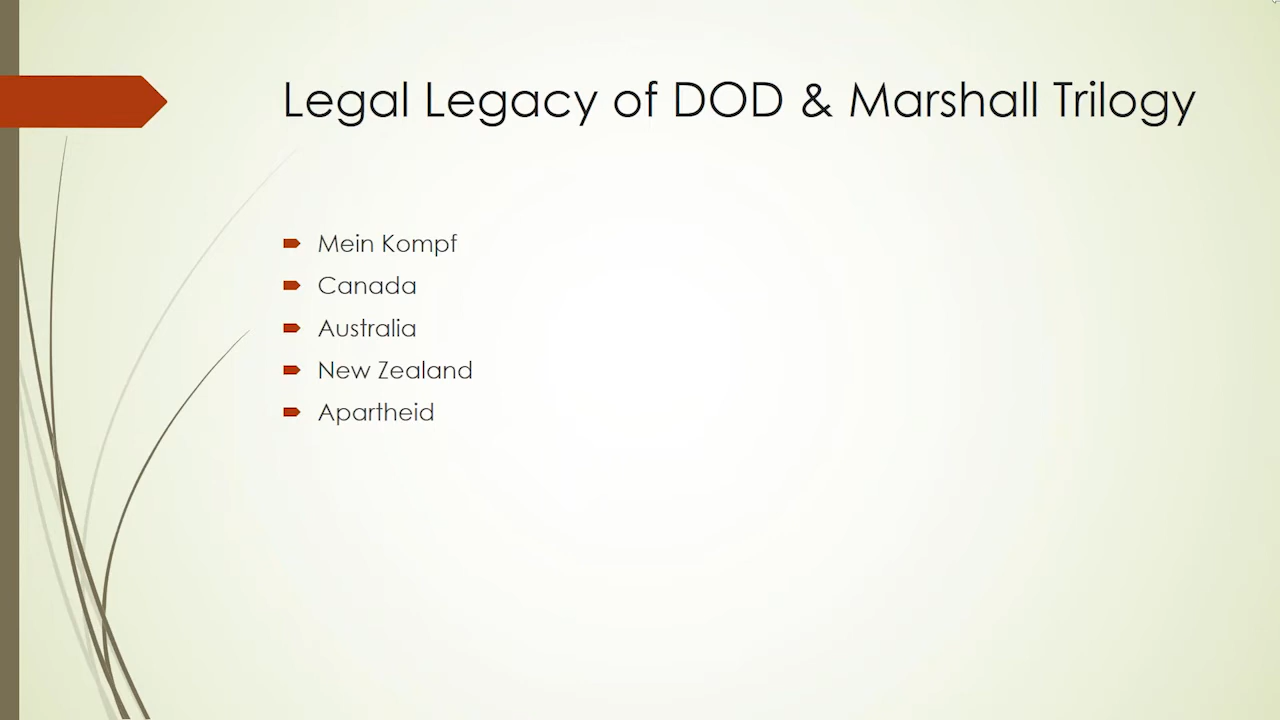 Legal Legacy of DOD & Marshall Trilogy
Mein Kompf
Canada
Australia
New Zealand
Apartheid